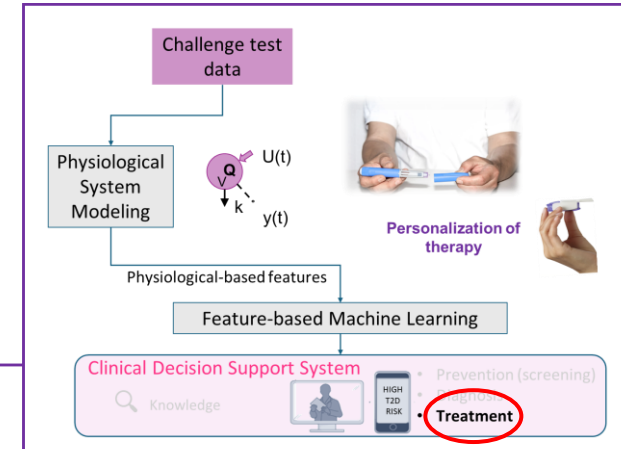 Challenge test
data
Physiological
System
Modeling
Q
V
k
U(t)
y(t)
Personalization of
therapy
Physiological-based features
Feature-based Machine Learning
Clinical Decision Support System
Knowledge
HIGH
T2D
RISK
• Prevention (screening)
• Diagnosis
• Treatment